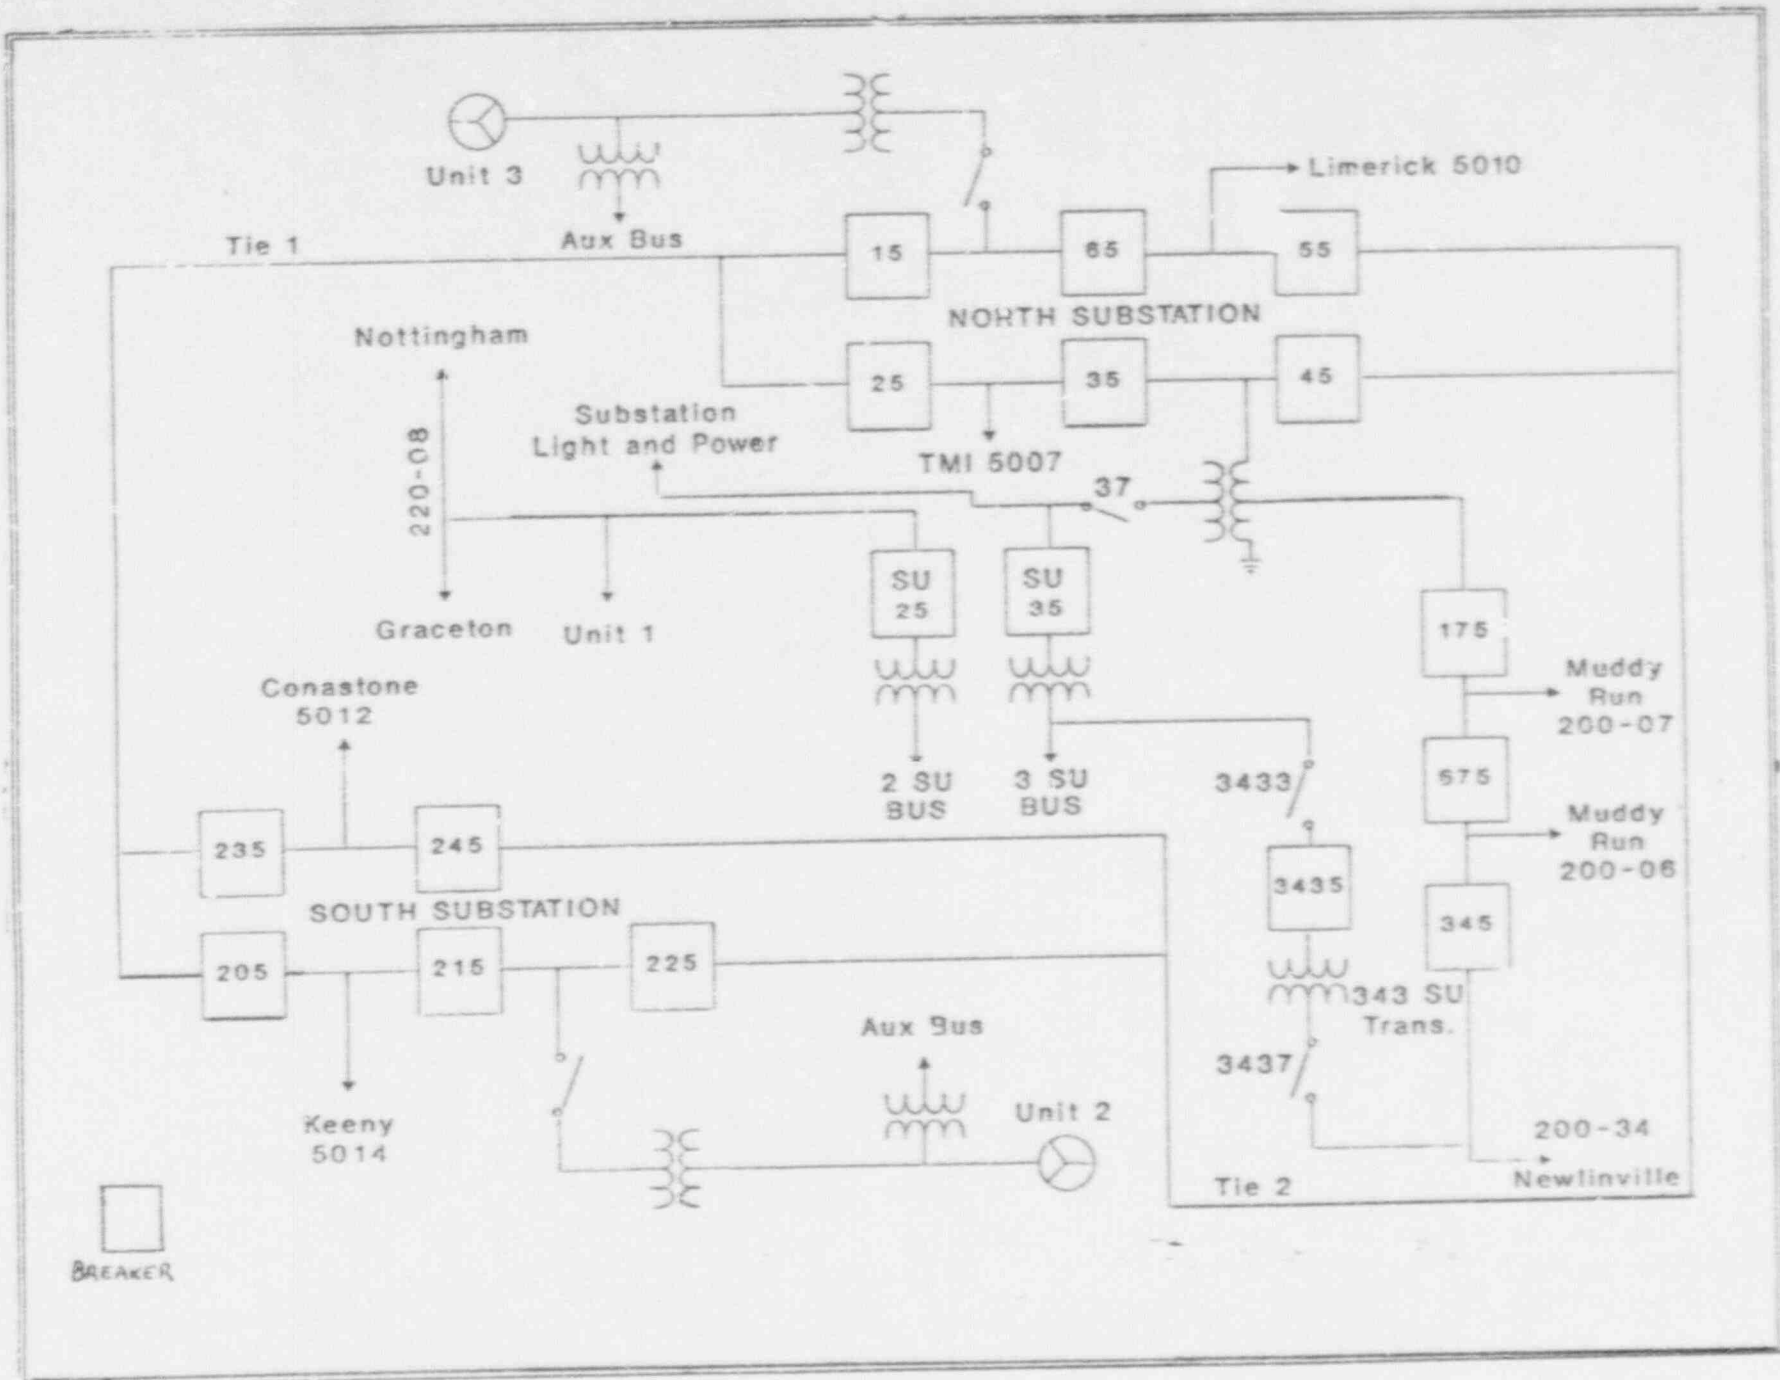 Unit 3
Aux Bus
Limerick 5010
Tie 1
15
65
55
NORTH SUBSTATION
Nottingham
25
35
45
Substation
Light and Power
TMI 5007
220-08
37
SU
25
SU
35
Graceton
Unit 1
175
Muddy
Run
200-07
Conastone
5012
2 SU
BUS
3 SU
BUS
3433
675
Muddy
Run
200-06
235
245
3435
345
SOUTH SUBSTATION
205
215
225
343 SU
Trans.
Aux Bus
3437
Unit 2
Keeny
5014
200-34
Newlinville
Tie 2
BREAKER